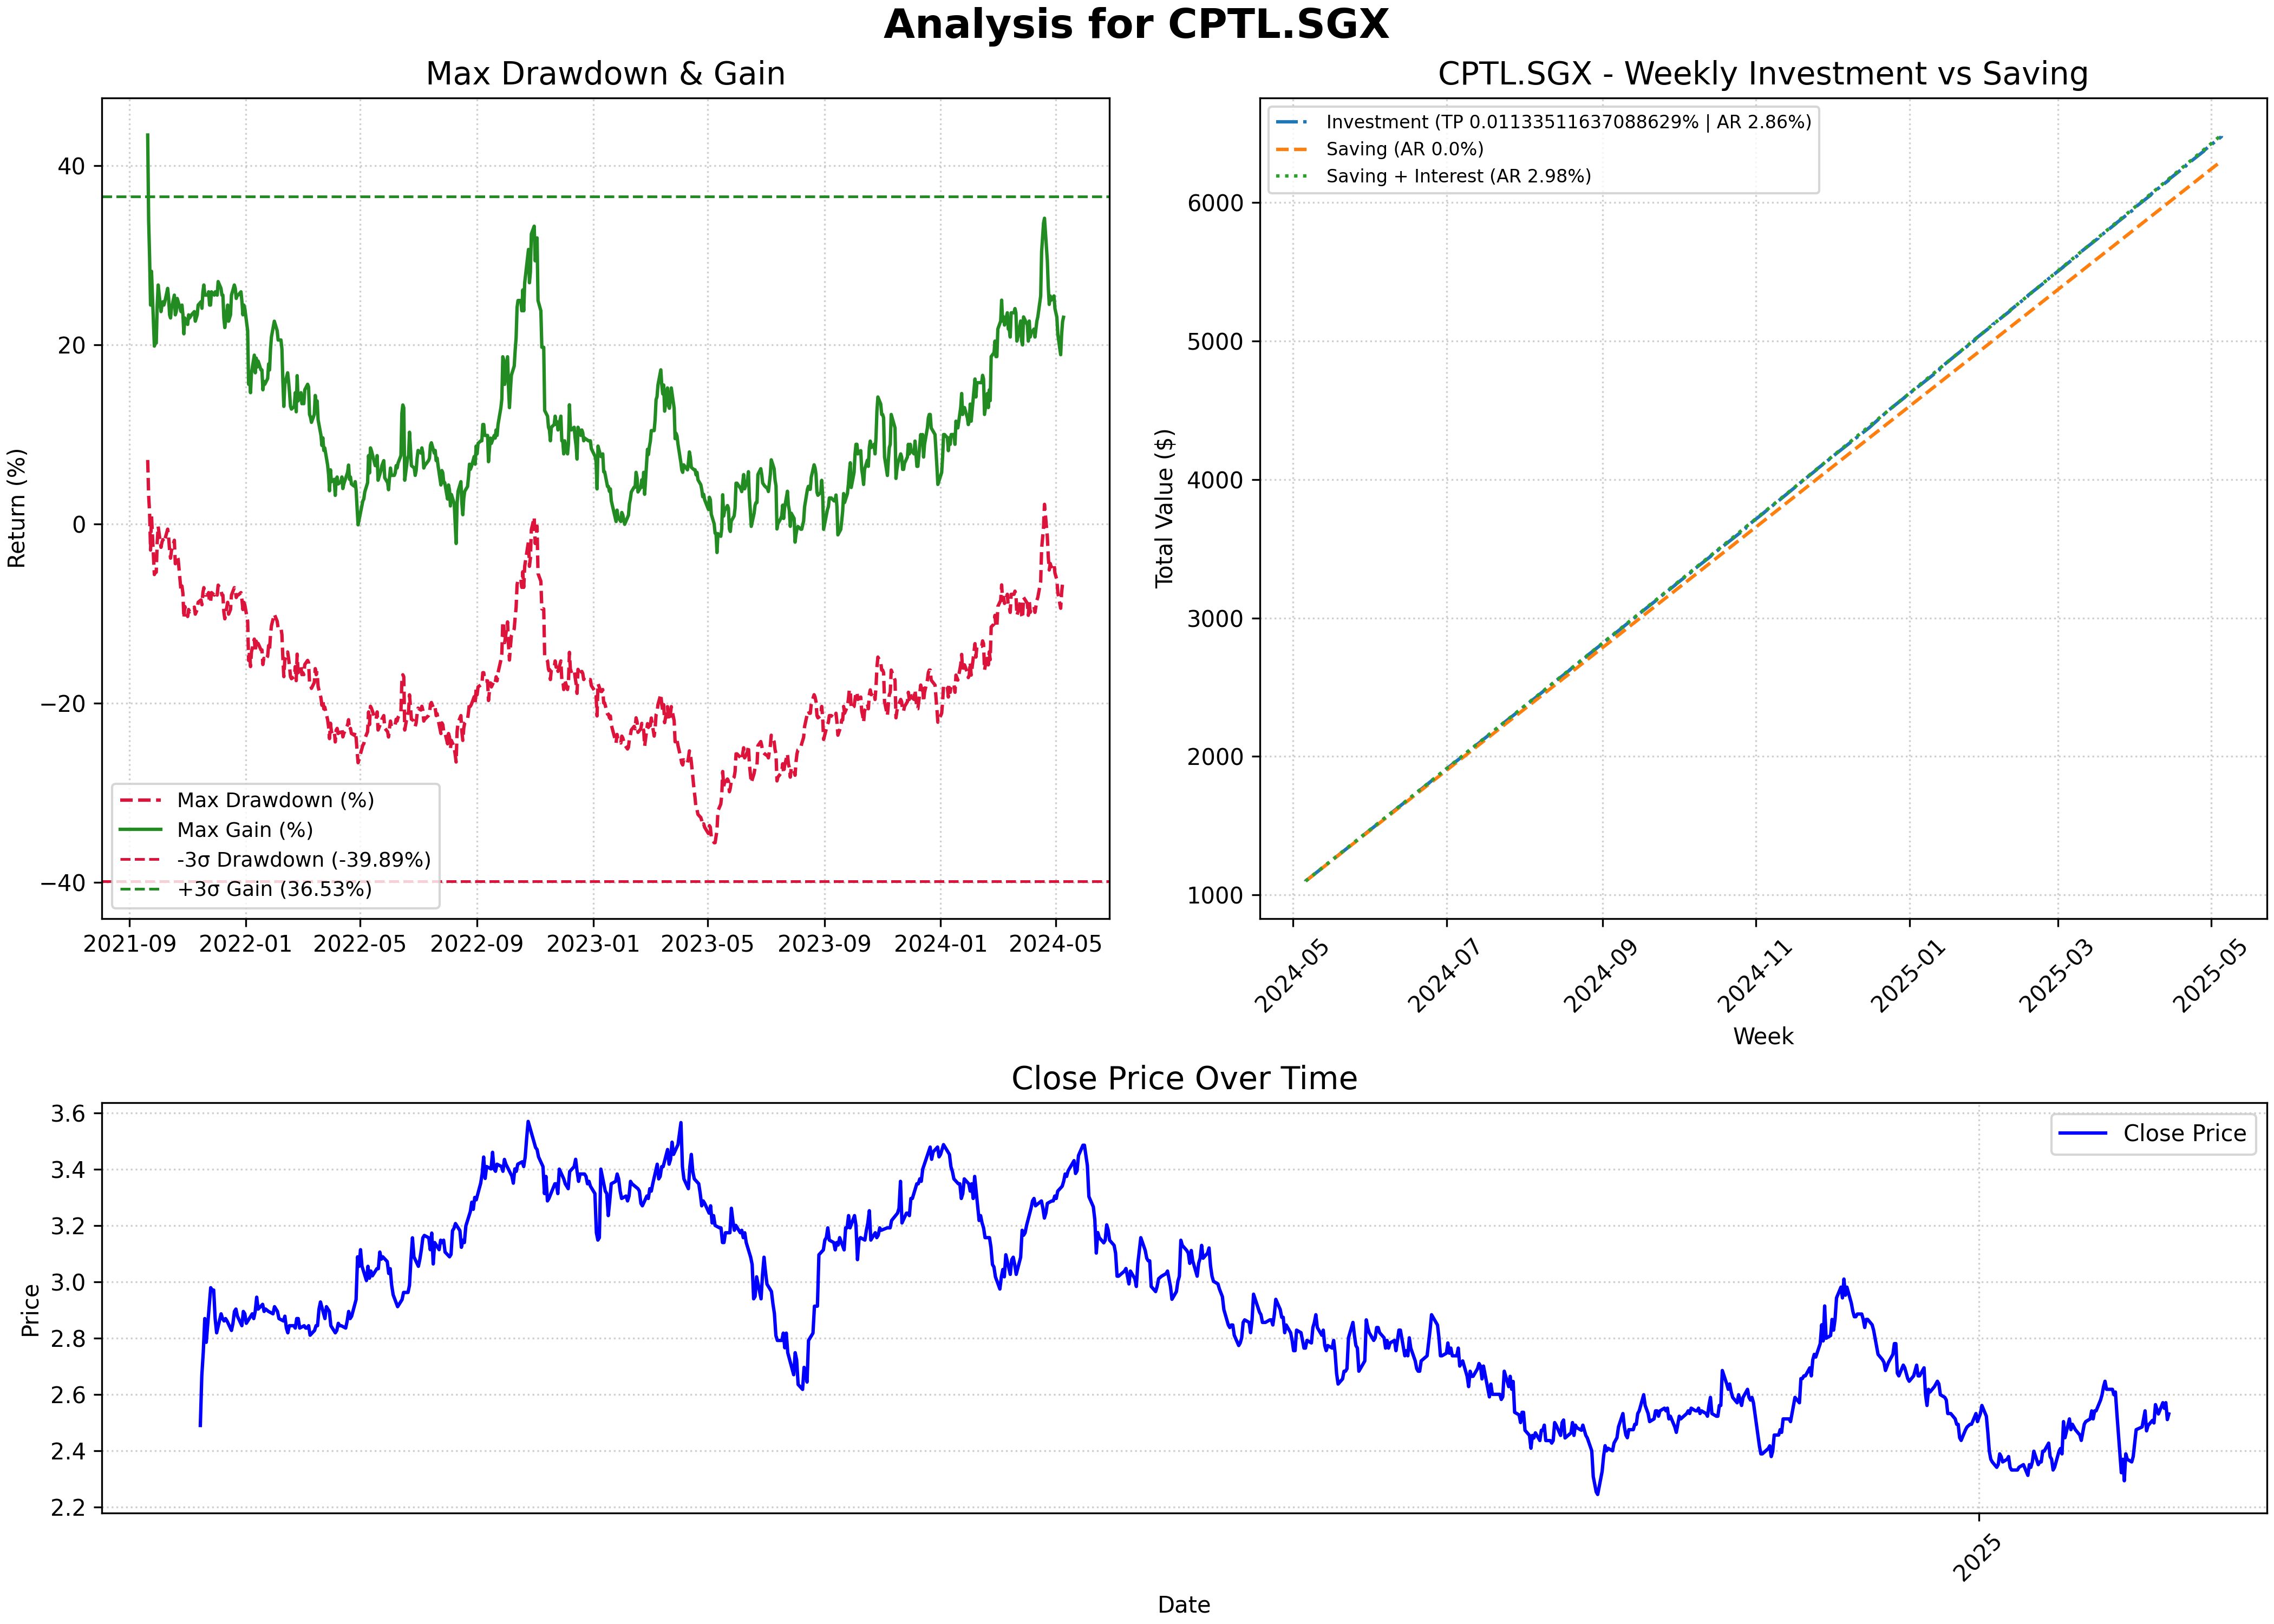 Analysis for CPTL.SGX
Max Drawdown & Gain
Return (%)
40
20
0
−20
−40
Max Drawdown (%)
Max Gain (%)
-3σ Drawdown (-39.89%)
+3σ Gain (36.53%)
2021-09
2022-01
2022-05
2022-09
2023-01
2023-05
2023-09
2024-01
2024-05
CPTL.SGX - Weekly Investment vs Saving
Investment (TP 0.01133511637088629% | AR 2.86%)
Saving (AR 0.0%)
Saving + Interest (AR 2.98%)
Total Value ($)
6000
5000
4000
3000
2000
1000
2024-05
2024-07
2024-09
2024-11
2025-01
2025-03
2025-05
Week
Close Price Over Time
Close Price
Price
3.6
3.4
3.2
3.0
2.8
2.6
2.4
2.2
2025
Date